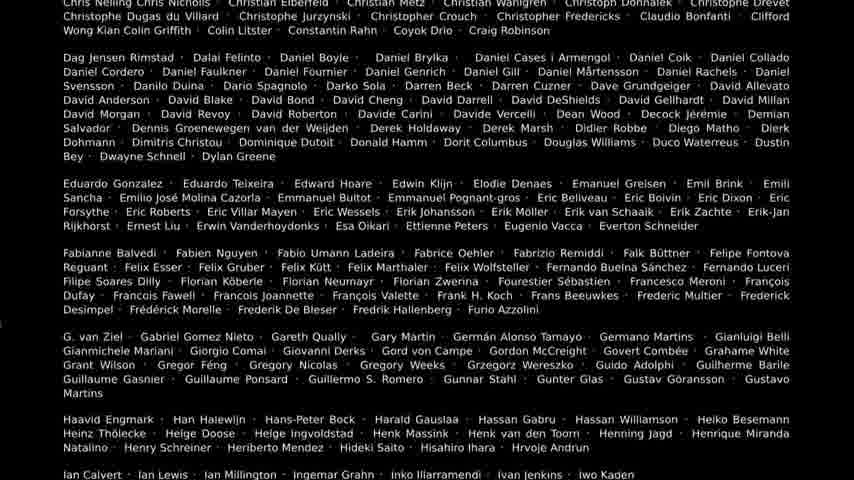 Chris Nelling Chris Nicholls · Christian Elberfeld · Christian Metz · Christian Wahlgren · Christoph Donnalek · Christophe Drevet
Christophe Dugas du Villard · Christophe Jurzynski · Christopher Crouch · Christopher Fredericks · Claudio Bonfanti · Clifford
Wong Kian Colin Griffith · Colin Litster · Constantin Rahn · Coyok Drio · Craig Robinson
Dag Jensen Rimstad · Dalai Felinto · Daniel Boyle · Daniel Brylka · Daniel Cases i Armengol · Daniel Coik · Daniel Collado
Daniel Cordero · Daniel Faulkner · Daniel Fournier · Daniel Genrich · Daniel Gill · Daniel Mårtensson · Daniel Rachels · Daniel
Svensson · Danilo Duina · Dario Spagnolo · Darko Sola · Darren Beck · Darren Cuzner · Dave Grundgeiger · David Allevato
David Anderson · David Blake · David Bond · David Cheng · David Darrell · David DeShields · David Gellhardt · David Millan
David Morgan · David Revoy · David Roberton · Davide Carini · Davide Vercelli · Dean Wood · Decock Jérémie · Demian
Salvador · Dennis Groenewegen van der Weijden · Derek Holdaway · Derek Marsh · Didier Robbe · Diego Matho · Dierk
Dohmann · Dimitris Christou · Dominique Dutoit · Donald Hamm · Dorit Columbus · Douglas Williams · Duco Waterreus · Dustin
Bey · Dwayne Schnell · Dylan Greene
Eduardo Gonzalez · Eduardo Teixeira · Edward Hoare · Edwin Klijn · Elodie Denaes · Emanuel Greisen · Emil Brink · Emili
Sancha · Emilio José Molina Cazorla · Emmanuel Bultot · Emmanuel Pognant-gros · Eric Beliveau · Eric Boivin · Eric Dixon · Eric
Forsythe · Eric Roberts · Eric Villar Mayen · Eric Wessels · Erik Johansson · Erik Möller · Erik van Schaaik · Erik Zachte · Erik-Jan
Rijkhorst · Ernest Liu · Erwin Vanderhoydonks · Esa Oikari · Ettienne Peters · Eugenio Vacca · Everton Schneider
Fabianne Balvedi · Fabien Nguyen · Fabio Umann Ladeira · Fabrice Oehler · Fabrizio Remiddi · Falk Büttner · Felipe Fontova
Reguant · Felix Esser · Felix Gruber · Felix Kütt · Felix Marthaler · Felix Wolfsteller · Fernando Bueina Sánchez · Fernando Luceri
Filipe Soares Dilly · Florian Köberle · Florian Neumayr · Florian Zwerina · Fourestier Sébastien · Francesco Meroni · François
Dufay · Francois Fawell · Francois Joannette · François Valette · Frank H. Koch · Frans Beeuwkes · Frederic Multier · Frederick
Desimpel · Frédérick Morelle · Frederik De Bleser · Fredrik Hallenberg · Furio Azzolini
G. van Ziel · Gabriel Gomez Nieto · Gareth Qually · Gary Martin · Germán Alonso Tamayo · Germano Martins · Gianluigi Belli
Gianmichele Mariani · Giorgio Comai · Giovanni Derks · Gord von Campe · Gordon McCreight · Govert Combée · Grahame White
Grant Wilson · Gregor Féng · Gregory Nicolas · Gregory Weeks · Grzegorz Wereszko · Guido Adolphi · Guilherme Barile
Guillaume Gasnier · Guillaume Ponsard · Guillermo S. Romero · Gunnar Stahl · Gunter Glas · Gustav Göransson · Gustavo
Martins
Haavid Engmark · Han Halewijn · Hans-Peter Bock · Harald Gauslaa · Hassan Gabru · Hassan Williamson · Heiko Besemann
Heinz Thölecke · Helge Doose · Helge Ingvoldstad · Henk Massink · Henk van den Toorn · Henning Jagd · Henrique Miranda
Natalino · Henry Schreiner · Heriberto Mendez · Hideki Saito · Hisahiro Ihara · Hrvoje Andrun
Ian Calvert · Ian Lewis · Ian Millington · Ingemar Grahn · Inko Illarramendi · Ivan Jenkins · Iwo Kaden